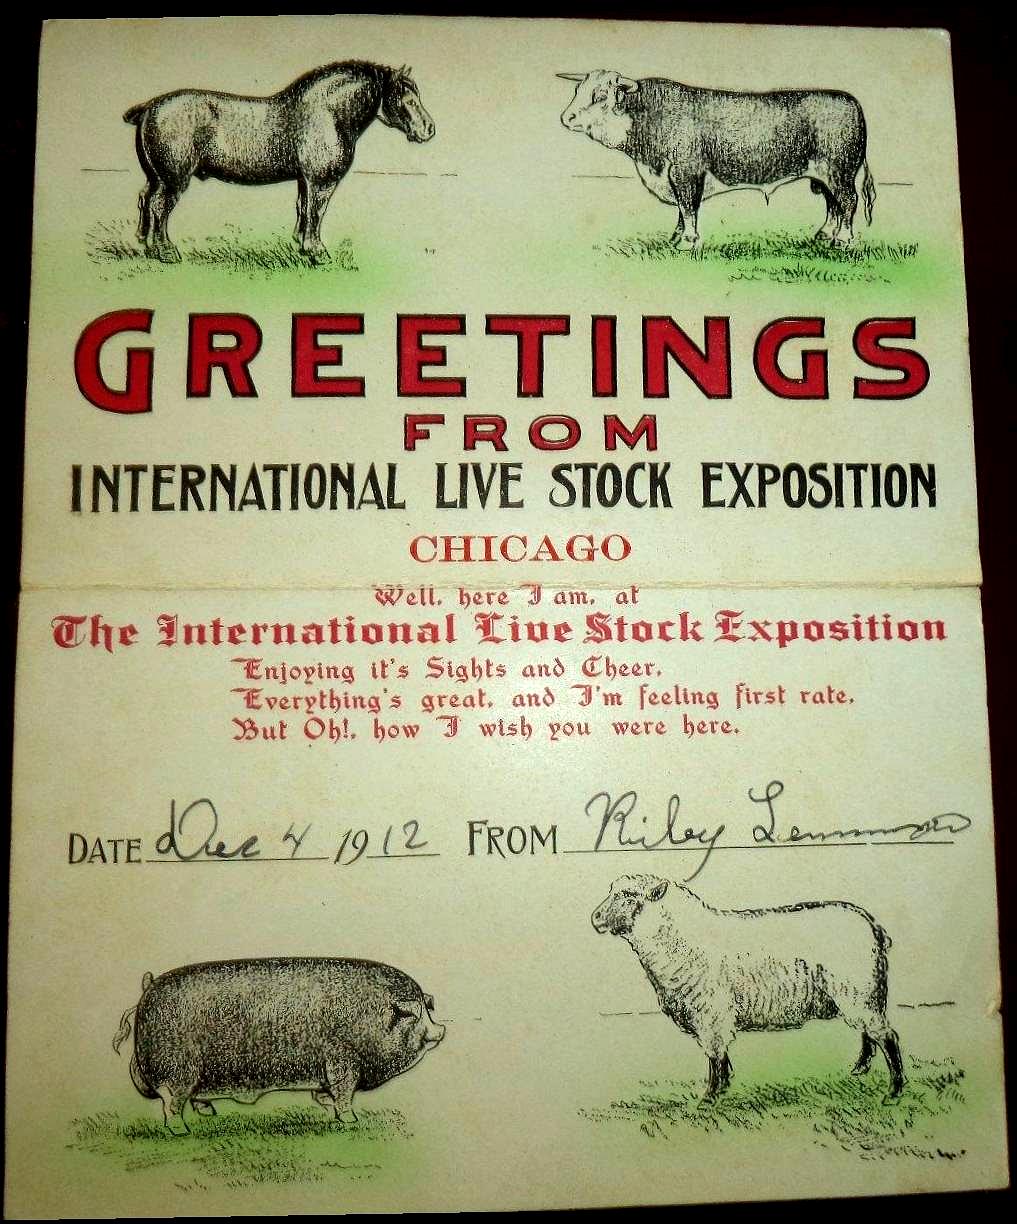 GREETINGS
FROM
INTERNATIONAL LIVE STOCK EXPOSITION
CHICAGO
Well, here I am, at
The International Live Stock Exposition
Enjoying it's Sights and Cheer.
Everything's great, and I'm feeling first rate,
But Oh!, how I wish you were here.
DATE Dec 4 1912 FROM Riley